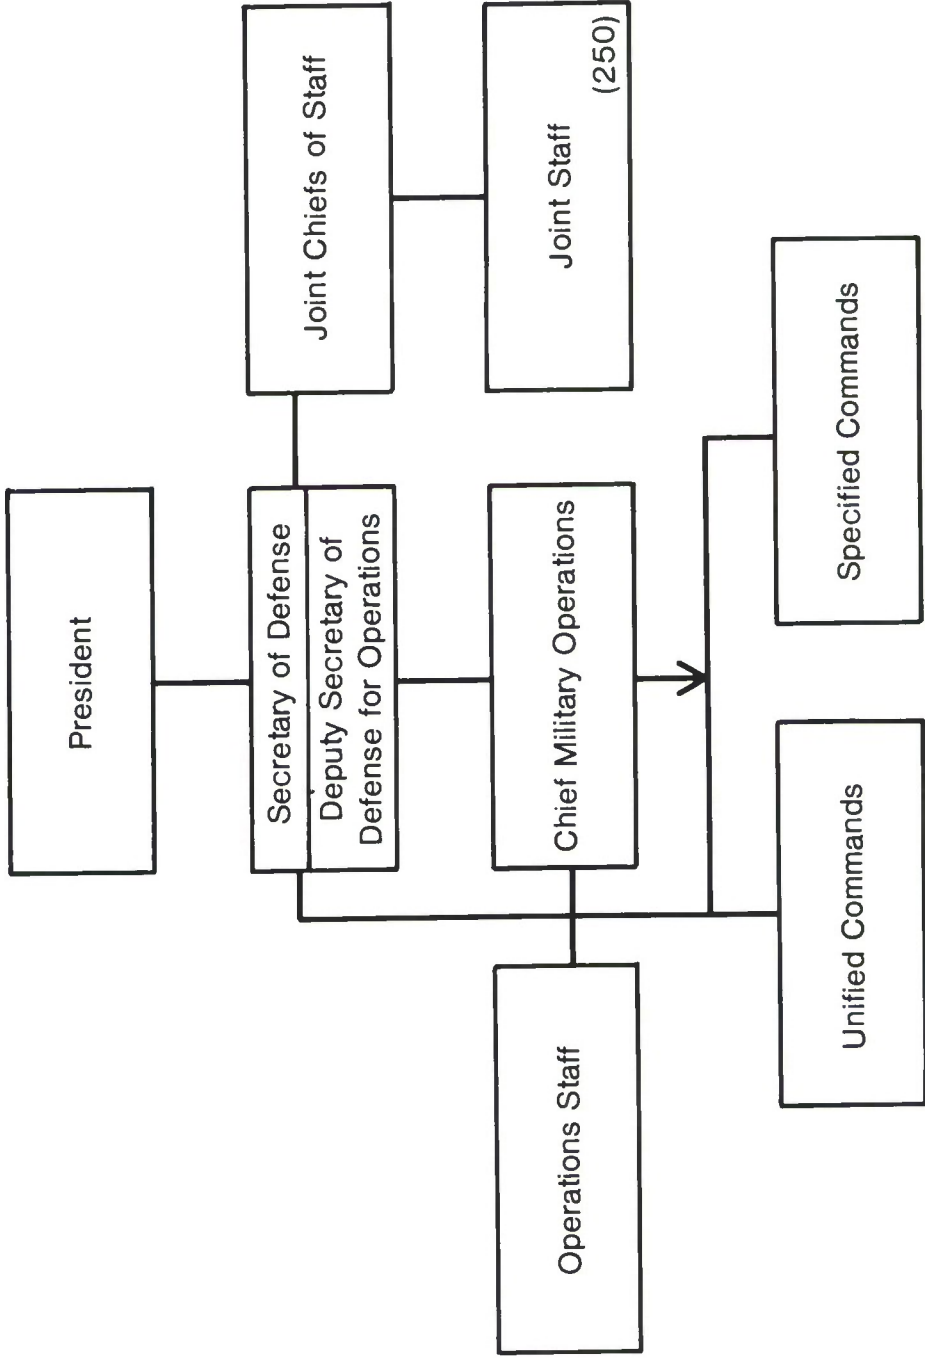 President
Secretary of Defense
Deputy Secretary of
Defense for Operations
Joint Chiefs of Staff
Joint Staff
(250)
Operations Staff
Chief Military Operations
Unified Commands
Specified Commands